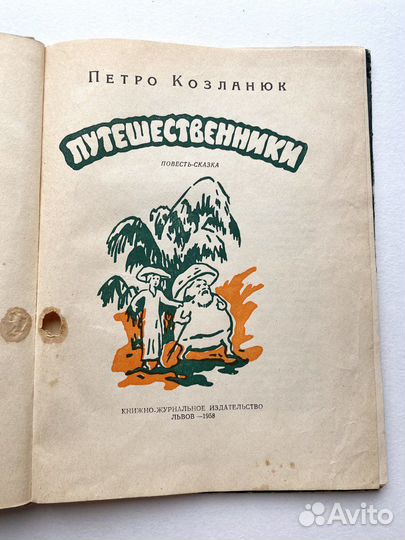 Петро Козланюк
ПУТЕШЕСТВЕННИКИ
ПОВЕСТЬ-СКАЗКА
КНИЖНО-ЖУРНАЛЬНОЕ ИЗДАТЕЛЬСТВО
ЛЬВОВ — 1958
Avito